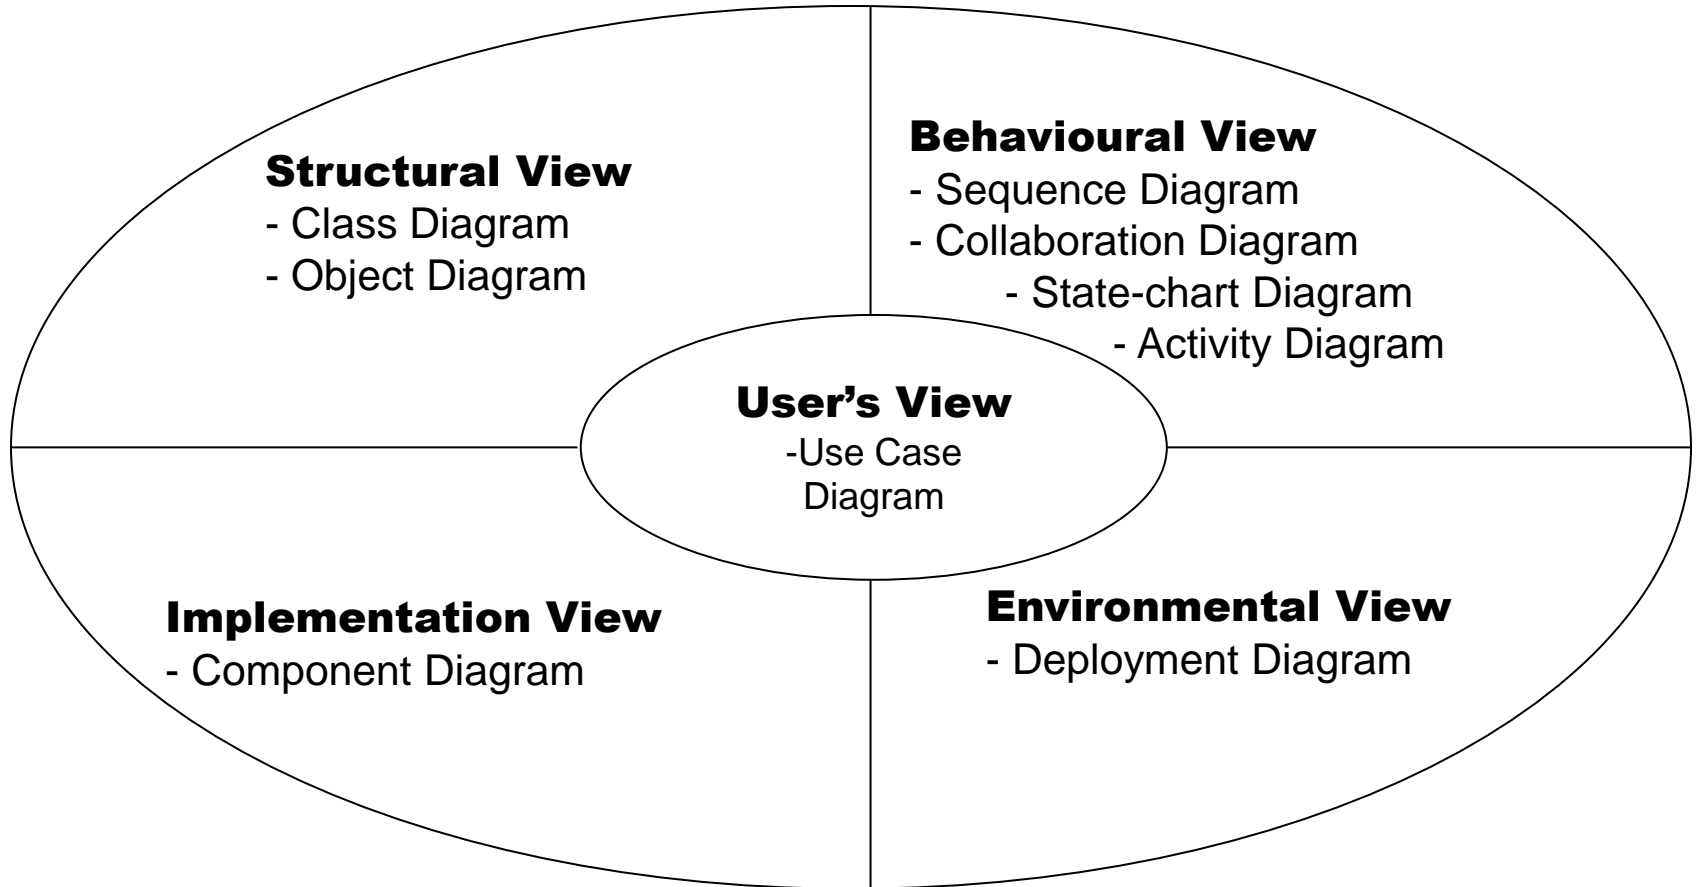 Structural View
- Class Diagram
- Object Diagram
Behavioural View
- Sequence Diagram
- Collaboration Diagram
- State-chart Diagram
- Activity Diagram
User’s View
-Use Case
Diagram
Implementation View
- Component Diagram
Environmental View
- Deployment Diagram